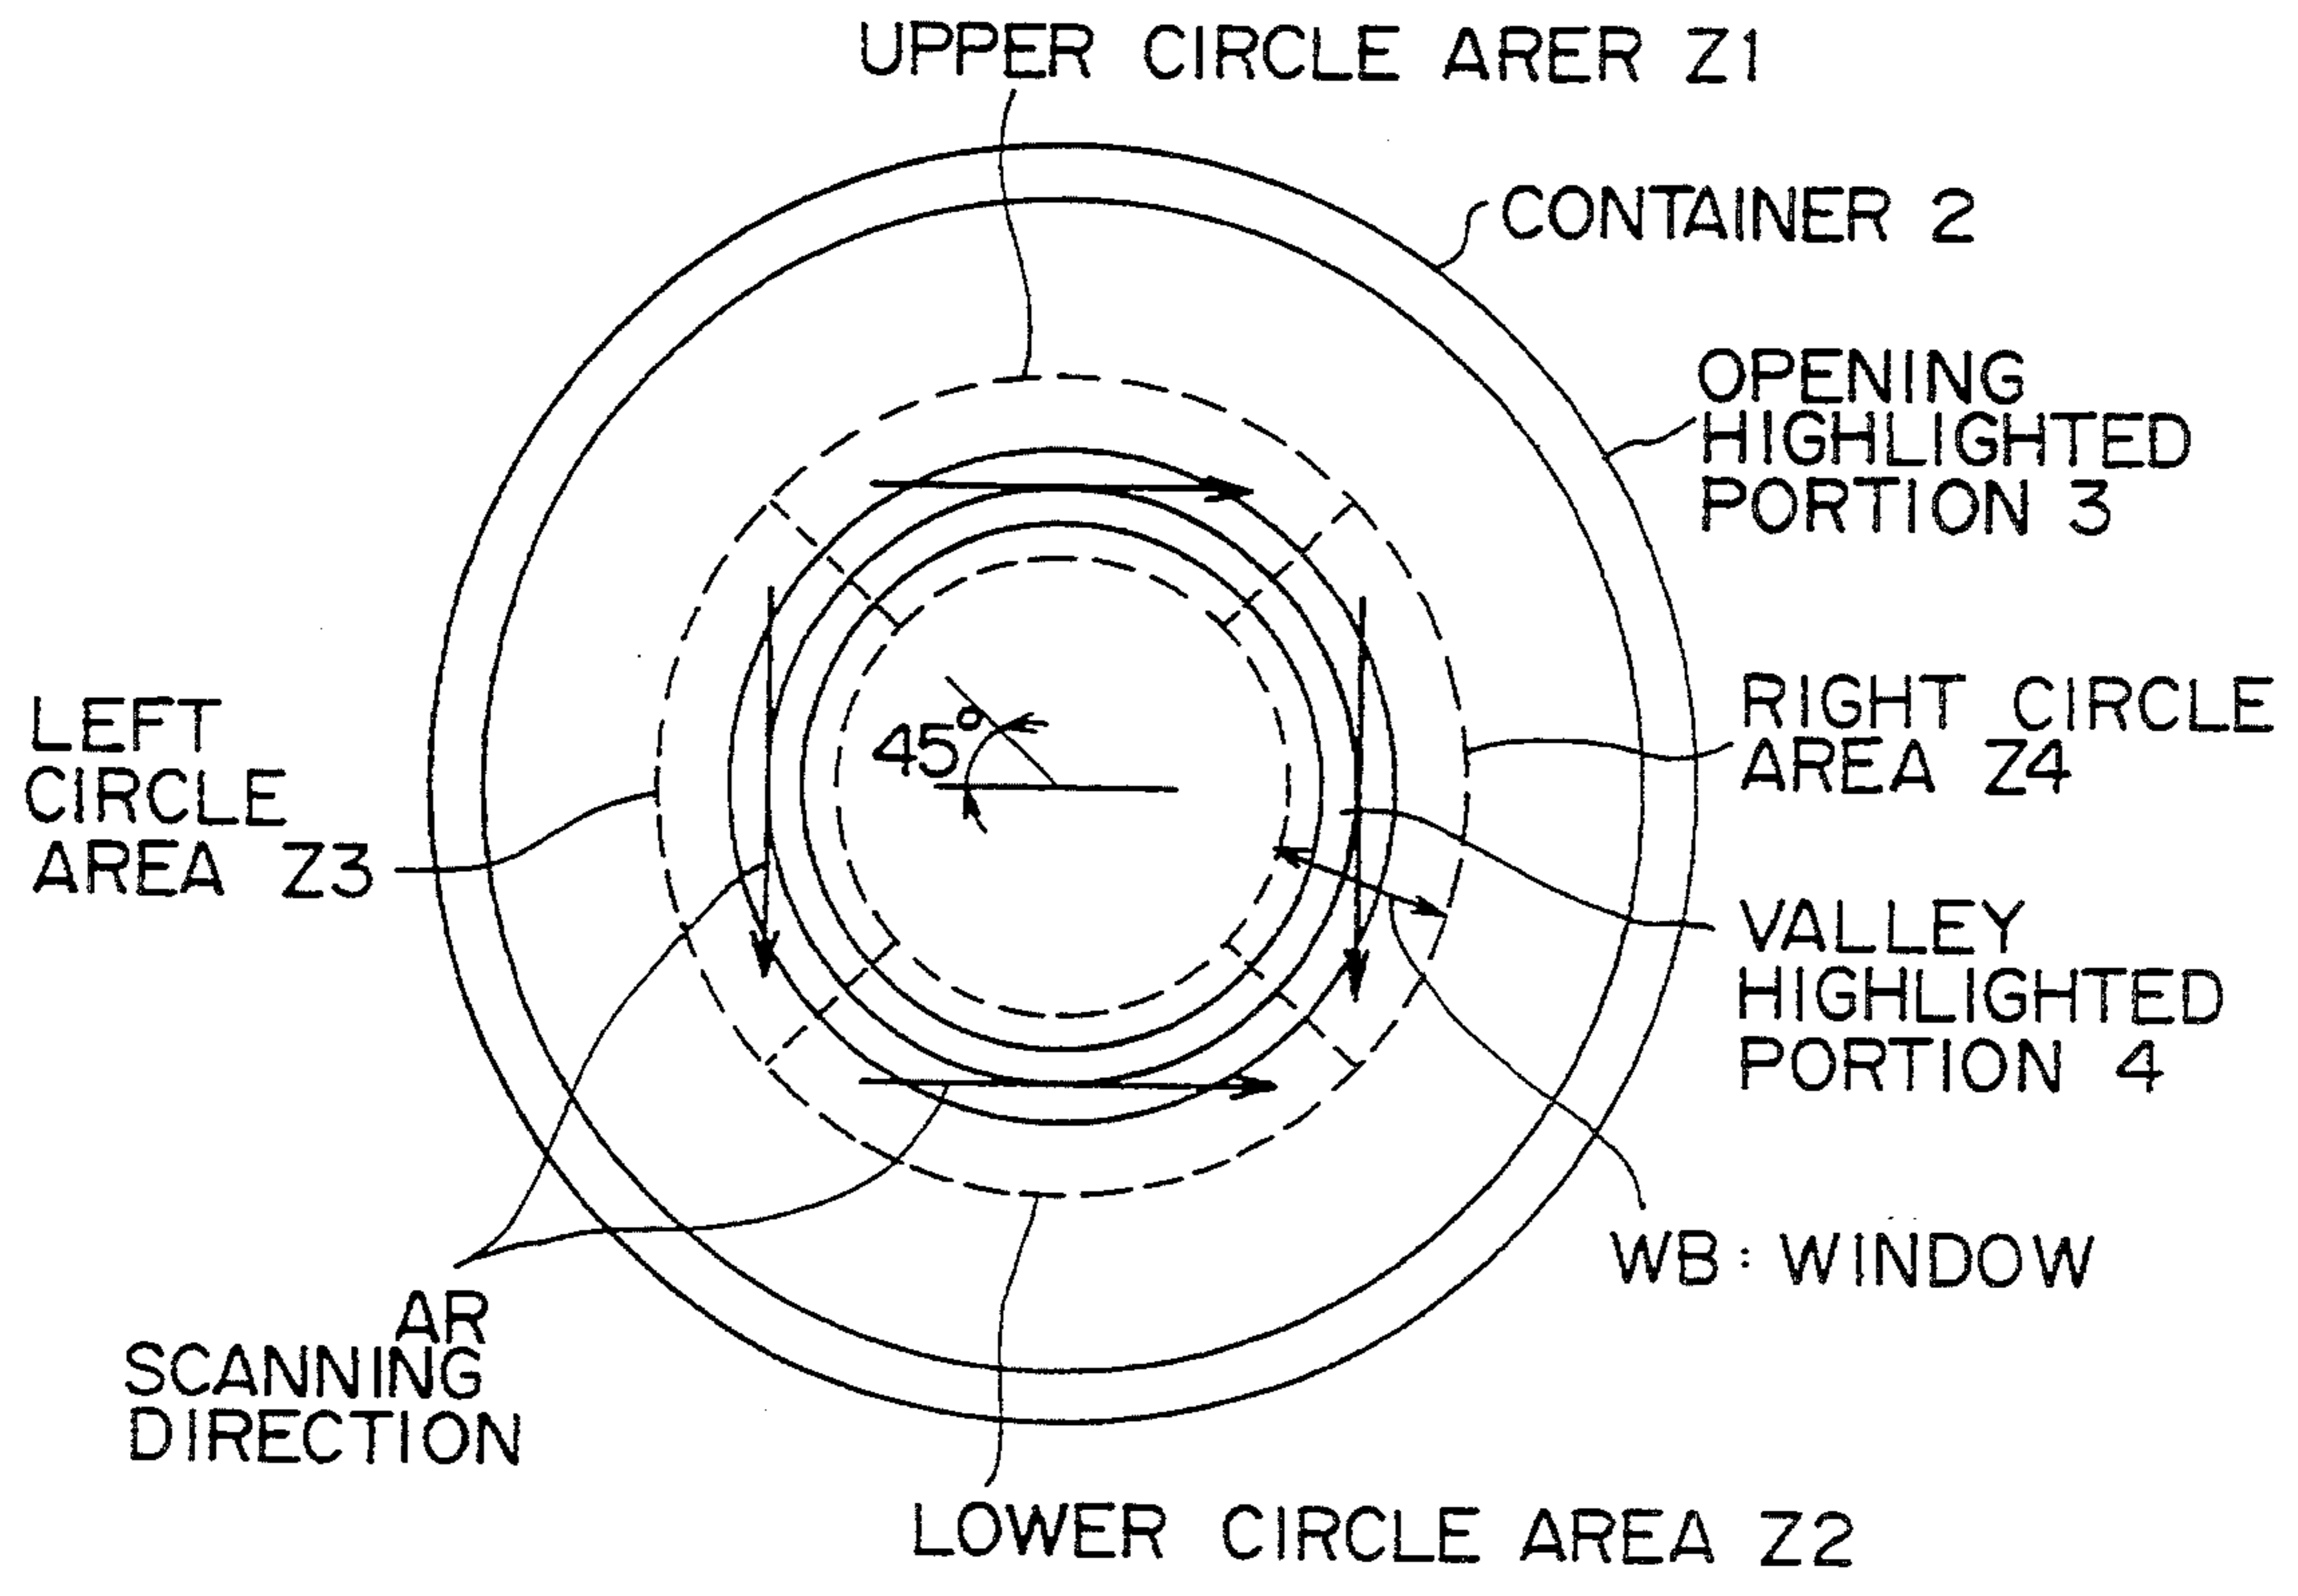 UPPER CIRCLE ARER Z1
CONTAINER 2
OPENING
HIGHLIGHTED
PORTION 3
45°
LEFT
CIRCLE
AREA Z3
RIGHT CIRCLE
AREA Z4
VALLEY
HIGHLIGHTED
PORTION 4
WB: WINDOW
AR
SCANNING
DIRECTION
LOWER CIRCLE AREA Z2